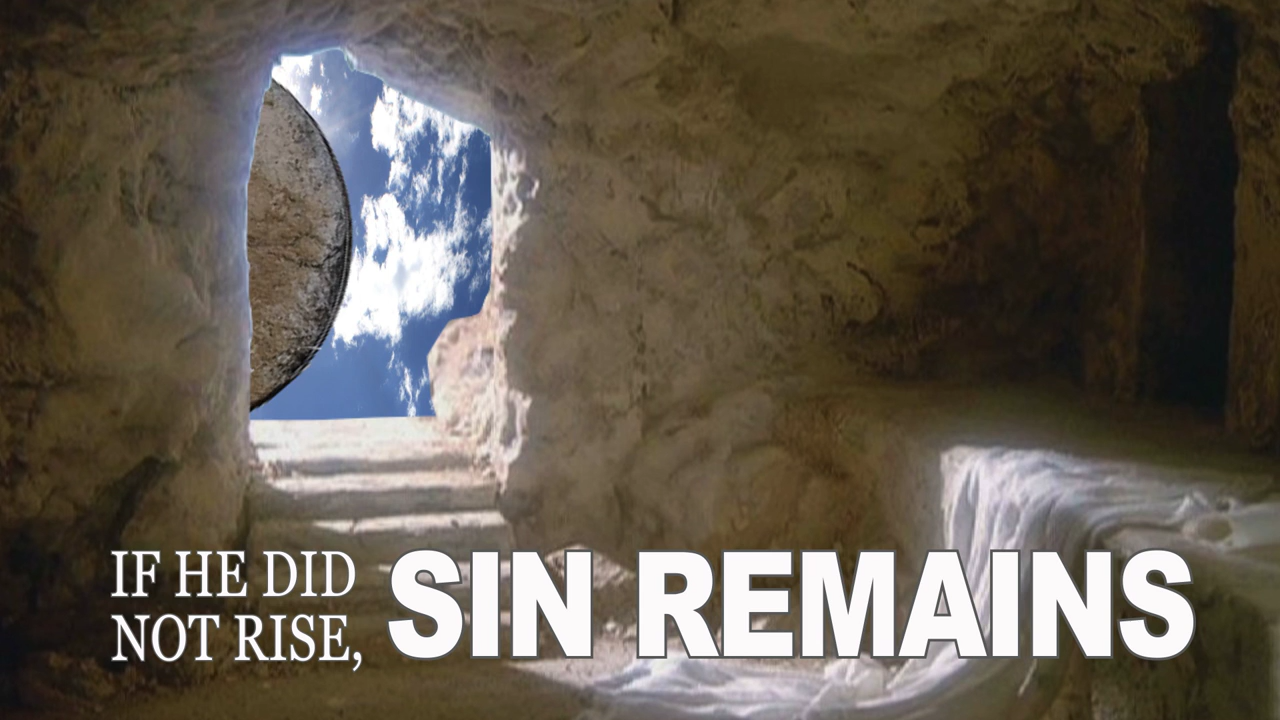 IF HE DID
NOT RISE,
SIN REMAINS